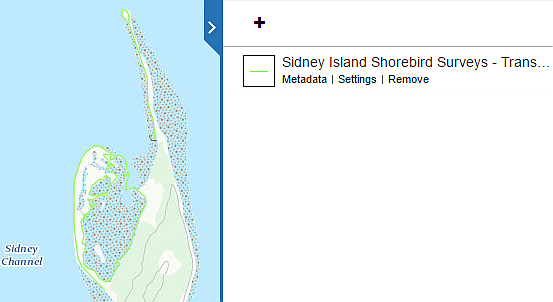 Sidney Island Shorebird Surveys - Trans...
Metadata | Settings | Remove
Sidney
Channel